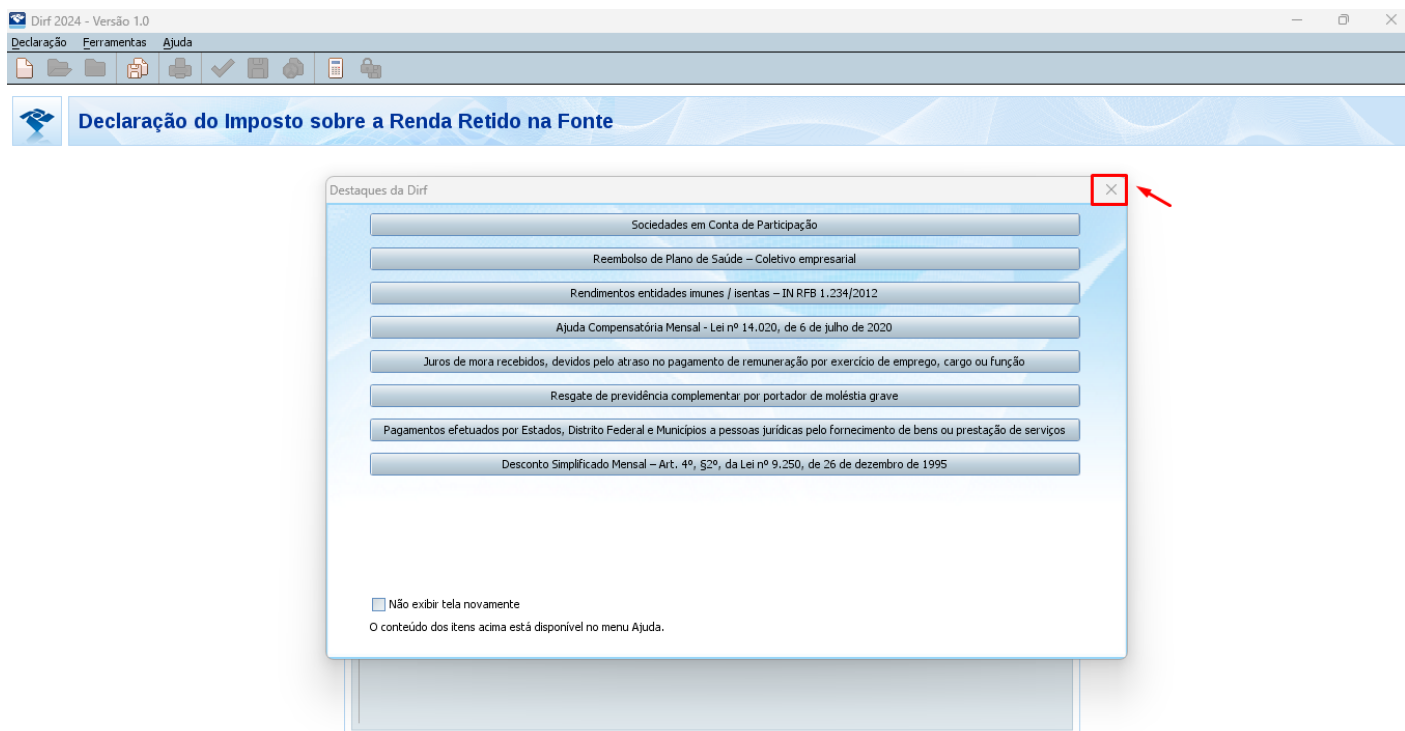 Dirf 2024 - Versão 1.0
Declaração Ferramentas Ajuda
Declaração do Imposto sobre a Renda Retido na Fonte
Destaques da Dirf
Sociedades em Conta de Participação
Reembolso de Plano de Saúde – Coletivo empresarial
Rendimentos entidades imunes / isentas – IN RFB 1.234/2012
Ajuda Compensatória Mensal - Lei nº 14.020, de 6 de julho de 2020
Juros de mora recebidos, devidos pelo atraso no pagamento de remuneração por exercício de emprego, cargo ou função
Resgate de previdência complementar por portador de moléstia grave
Pagamentos efetuados por Estados, Distrito Federal e Municípios a pessoas jurídicas pelo fornecimento de bens ou prestação de serviços
Desconto Simplificado Mensal – Art. 4º, §2º, da Lei nº 9.250, de 26 de dezembro de 1995
Não exibir tela novamente
O conteúdo dos itens acima está disponível no menu Ajuda.